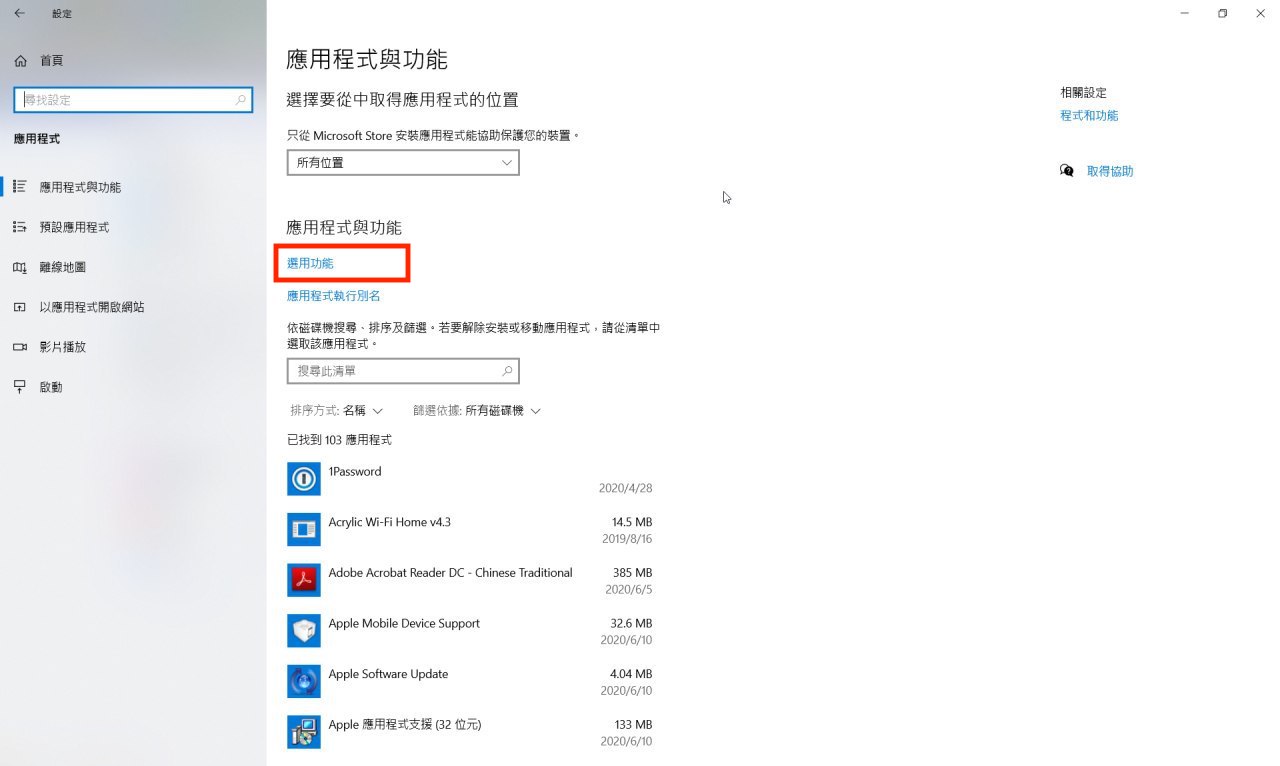 設定
首頁
尋找設定
應用程式
應用程式與功能
預設應用程式
離線地圖
以應用程式開啟網站
影片播放
啟動
應用程式與功能
選擇要從中取得應用程式的位置
只從 Microsoft Store 安裝應用程式能協助保護您的裝置。
所有位置
應用程式與功能
選用功能
應用程式執行別名
依磁碟機搜尋、排序及篩選。若要解除安裝或移動應用程式，請從清單中
選取該應用程式。
搜尋此清單
排序方式: 名稱 篩選依據: 所有磁碟機
已找到 103 應用程式
1Password
2020/4/28
Acrylic Wi-Fi Home v4.3 14.5 MB
2019/8/16
Adobe Acrobat Reader DC - Chinese Traditional 385 MB
2020/6/5
Apple Mobile Device Support 32.6 MB
2020/6/10
Apple Software Update 4.04 MB
2020/6/10
Apple 應用程式支援 (32 位元) 133 MB
2020/6/10
相關設定
程式和功能
取得協助